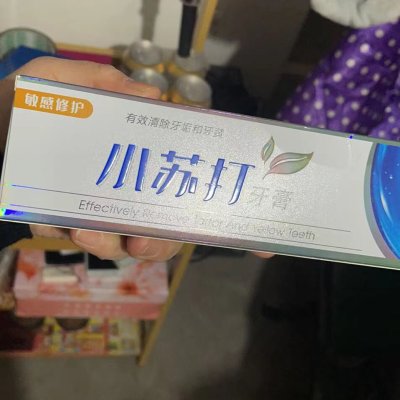 敏感修护
有效清除牙垢和牙渍
小苏打
牙膏
Effectively Remove Tartar And Yellow Teeth